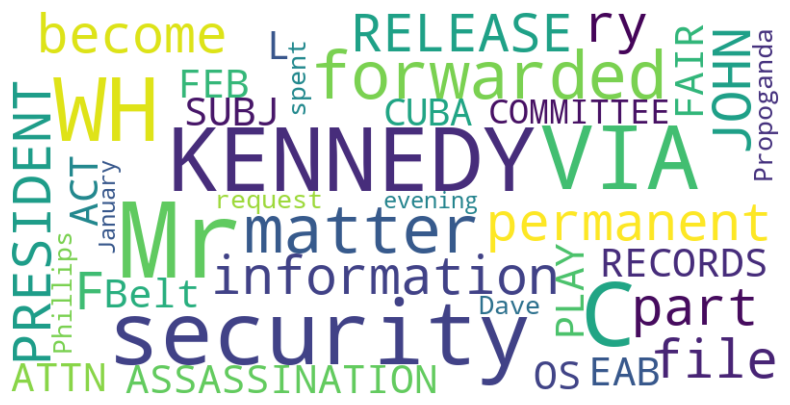 become
L
spent
RELEASE
ry
FAIR
JOHN
Propoganda
WH
FEB
forwarded
SUBJ
CUBA
COMMITTEE
PRESIDENT
ACT
January
KENNEDY
VIA
request
evening
Mr
matter
permanent
Phillips
F
Belt
information
PLAY
RECORDS
security
Dave
C
part
ATTN
ASSASSINATION
OS
EAB
file